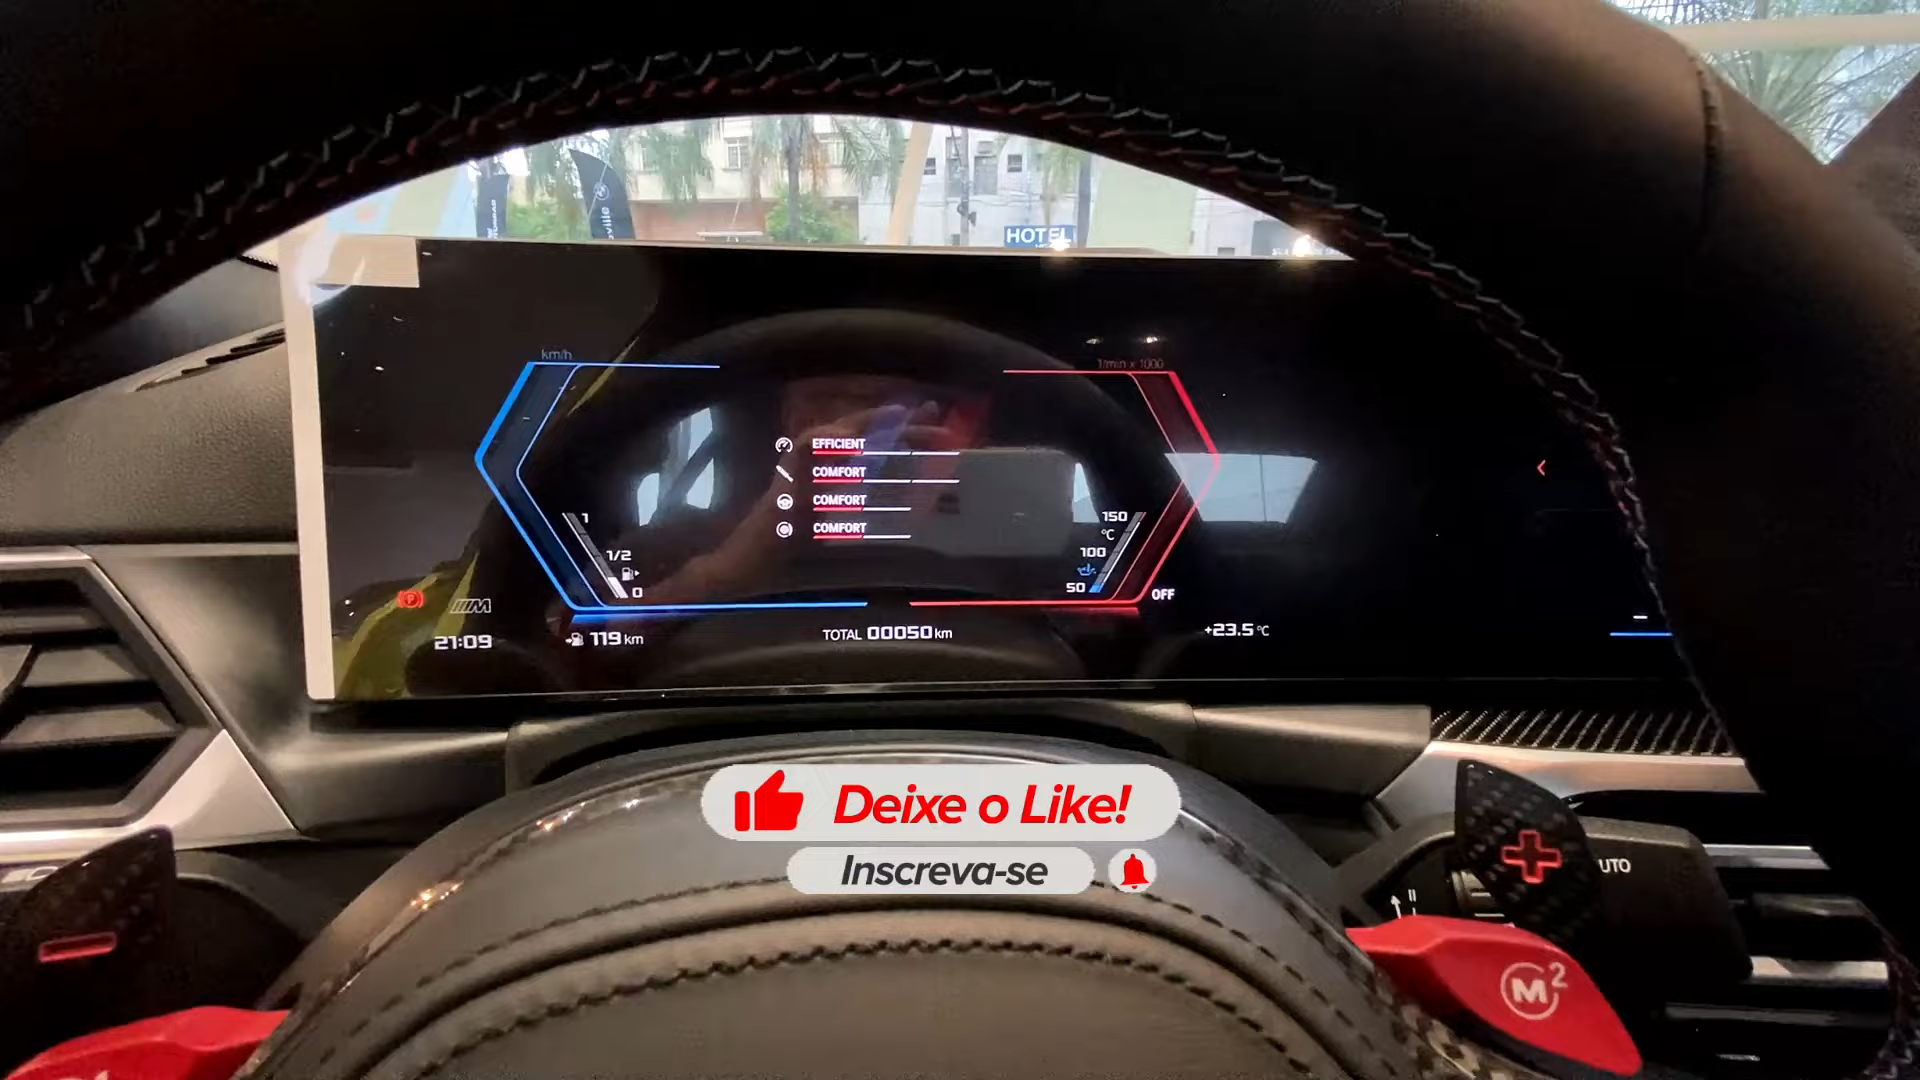 HOTEL
km/h
1/min x 1000
EFFICIENT
COMFORT
COMFORT
COMFORT
1
1/2
0
150
°C
100
50
OFF
M
21:09
119 km
TOTAL 00050 km
+23.5 °C
Deixe o Like!
Inscreva-se
UTO
M2